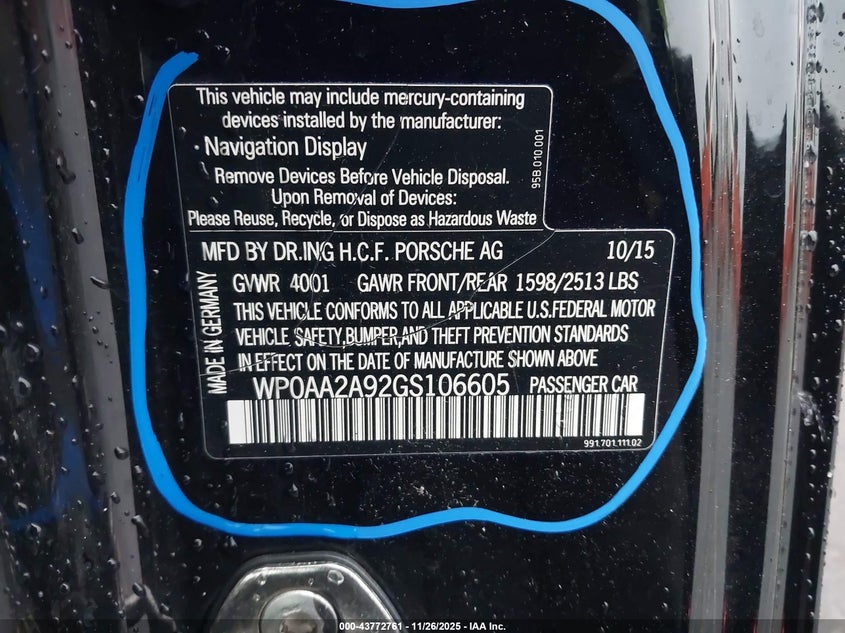 This vehicle may include mercury-containing
devices installed by the manufacturer:
· Navigation Display
Remove Devices Before Vehicle Disposal.
Upon Removal of Devices:
Please Reuse, Recycle, or Dispose as Hazardous Waste
95B.010.001
MFD BY DR.ING H.C.F. PORSCHE AG 10/15
GVWR 4001 GAWR FRONT/REAR 1598/2513 LBS
THIS VEHICLE CONFORMS TO ALL APPLICABLE U.S.FEDERAL MOTOR
VEHICLE SAFETY,BUMPER,AND THEFT PREVENTION STANDARDS
IN EFFECT ON THE DATE OF MANUFACTURE SHOWN ABOVE
MADE IN GERMANY
WP0AA2A92GS106605 PASSENGER CAR
991.701.111.02
000-43772761 - 11/26/2025 - IAA Inc.